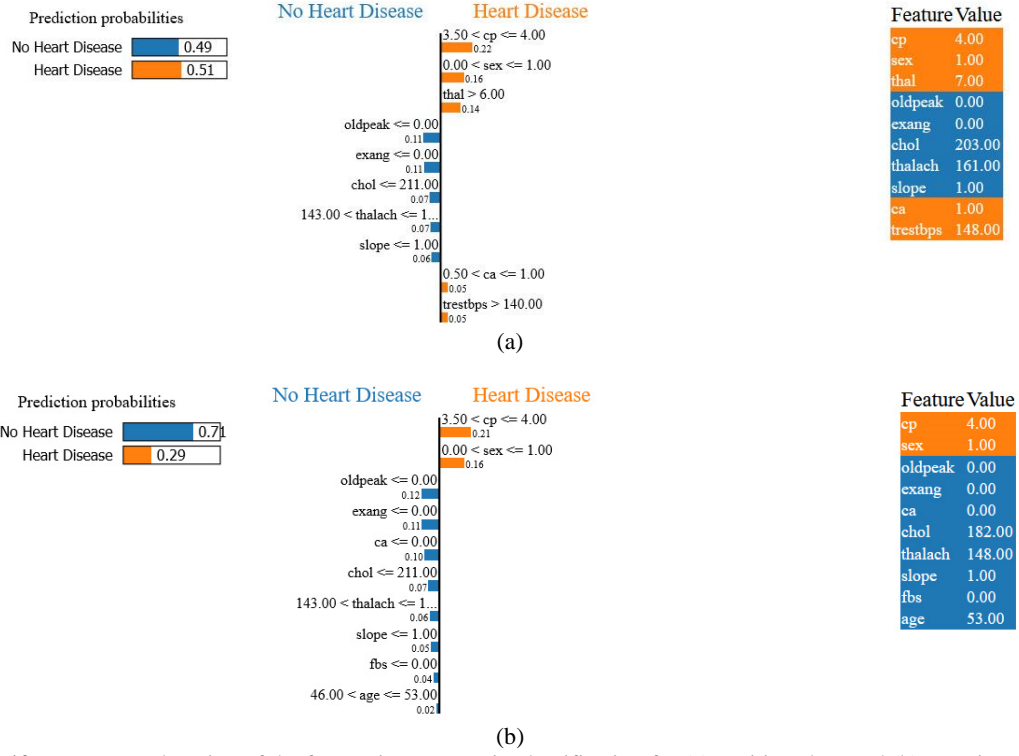 Prediction probabilities
No Heart Disease 0.49
Heart Disease 0.51
No Heart Disease Heart Disease
3.50 < cp <= 4.00
0.22
0.00 < sex <= 1.00
0.16
thal > 6.00
0.14
oldpeak <= 0.00
0.11
exang <= 0.00
0.11
chol <= 211.00
0.07
143.00 < thalach <= 1...
0.07
slope <= 1.00
0.06
0.50 < ca <= 1.00
0.05
trestbps > 140.00
0.05
Feature Value
cp 4.00
sex 1.00
thal 7.00
oldpeak 0.00
exang 0.00
chol 203.00
thalach 161.00
slope 1.00
ca 1.00
trestbps 148.00
(a)
Prediction probabilities
No Heart Disease 0.71
Heart Disease 0.29
No Heart Disease Heart Disease
3.50 < cp <= 4.00
0.21
0.00 < sex <= 1.00
0.16
oldpeak <= 0.00
0.12
exang <= 0.00
0.11
ca <= 0.00
0.10
chol <= 211.00
0.07
143.00 < thalach <= 1...
0.06
slope <= 1.00
0.05
fbs <= 0.00
0.04
46.00 < age <= 53.00
0.02
Feature Value
cp 4.00
sex 1.00
oldpeak 0.00
exang 0.00
ca 0.00
chol 182.00
thalach 148.00
slope 1.00
fbs 0.00
age 53.00
(b)